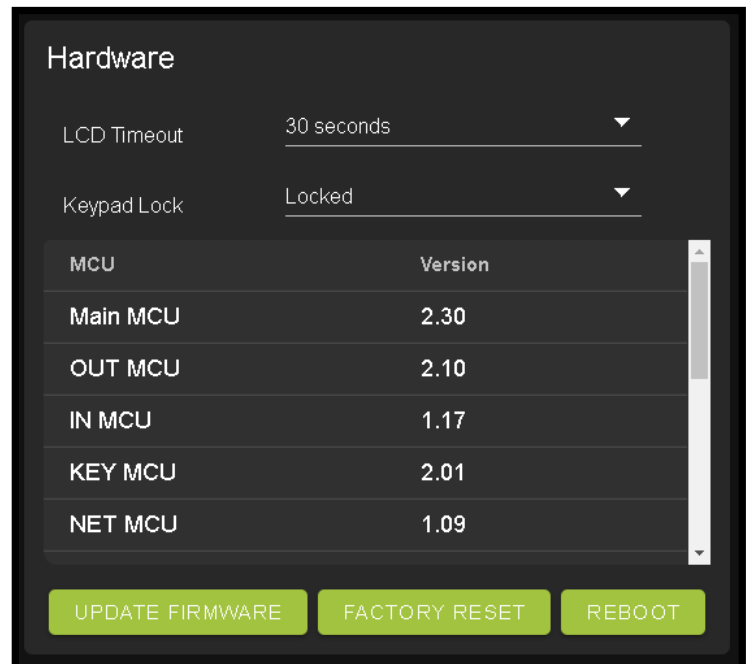 Hardware
LCD Timeout 30 seconds
Keypad Lock Locked
MCU Version
Main MCU 2.30
OUT MCU 2.10
IN MCU 1.17
KEY MCU 2.01
NET MCU 1.09
UPDATE FIRMWARE FACTORY RESET REBOOT